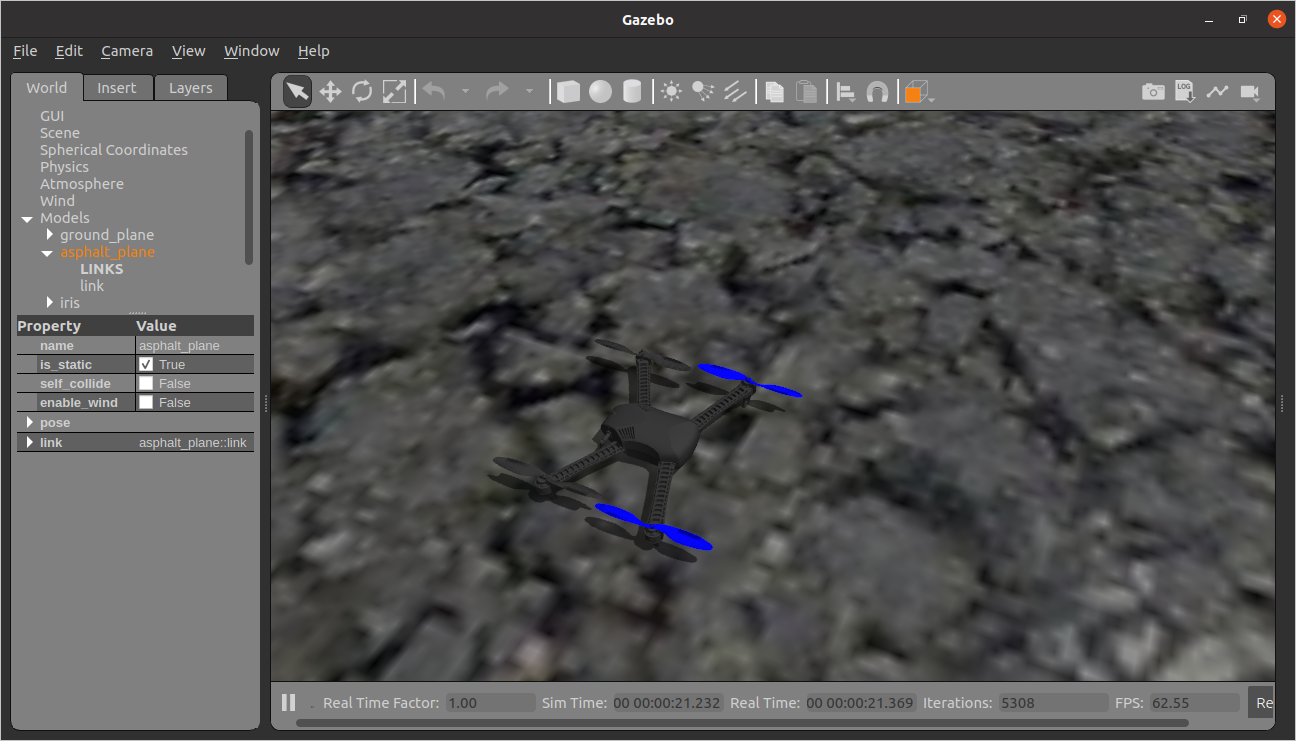 Gazebo
File Edit Camera View Window Help
World Insert Layers
LOG
GUI
Scene
Spherical Coordinates
Physics
Atmosphere
Wind
Models
ground_plane
asphalt_plane
LINKS
link
iris
Property Value
name asphalt_plane
is_static True
self_collide False
enable_wind False
pose
link asphalt_plane::link
Real Time Factor: 1.00 Sim Time: 00 00:00:21.232 Real Time: 00 00:00:21.369 Iterations: 5308 FPS: 62.55 Re